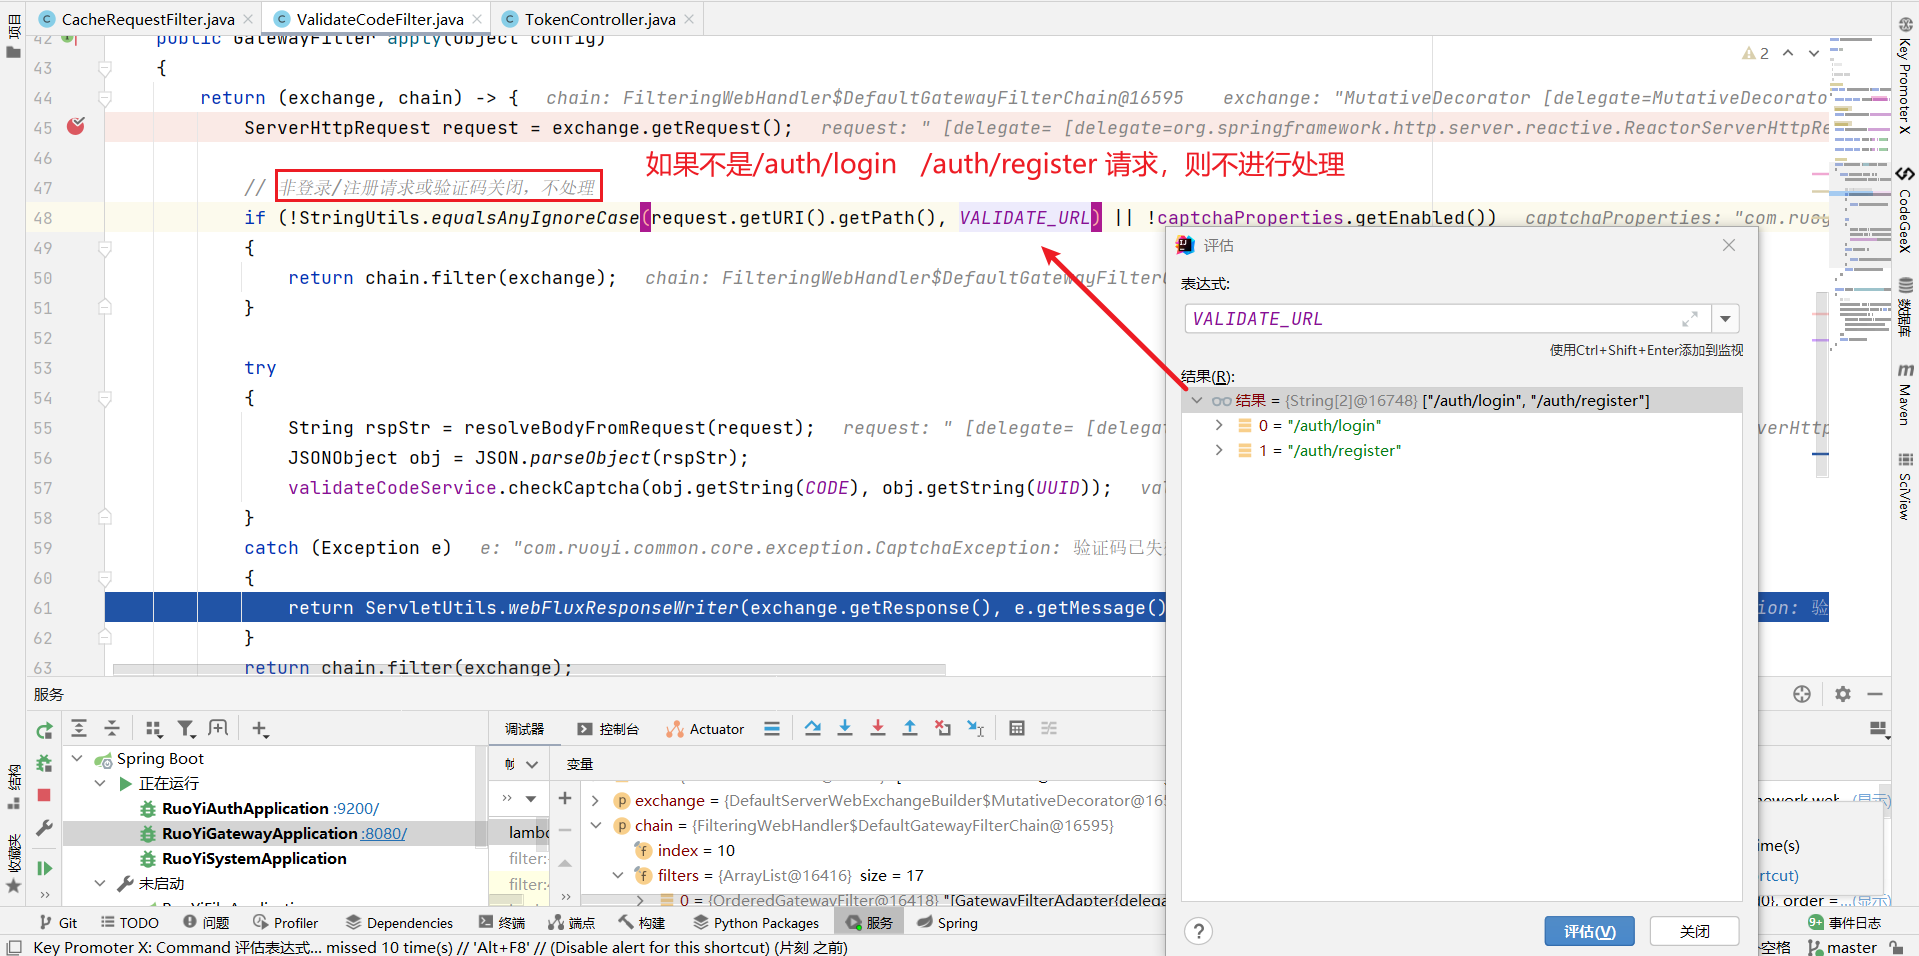 项目
CacheRequestFilter.java
ValidateCodeFilter.java
TokenController.java
42 public GatewayFilter apply(Object config)
2
43 {
44 return (exchange, chain) -> { chain: FilteringWebHandler$DefaultGatewayFilterChain@16595 exchange: "MutativeDecorator [delegate=MutativeDecorato
45 ServerHttpRequest request = exchange.getRequest(); request: " [delegate= [delegate=org.springframework.http.server.reactive.ReactorServerHttpRe
46
如果不是/auth/login /auth/register 请求，则不进行处理
47 // 非登录/注册请求或验证码关闭，不处理
48 if (!StringUtils.equalsAnyIgnoreCase(request.getURI().getPath(), VALIDATE_URL) || !captchaProperties.getEnabled()) captchaProperties: "com.ruoy
49 {
50 return chain.filter(exchange); chain: FilteringWebHandler$DefaultGatewayFilter
51 }
52
53 try
54 {
55 String rspStr = resolveBodyFromRequest(request); request: " [delegate= [delega
erverHttp
56 JSONObject obj = JSON.parseObject(rspStr);
57 validateCodeService.checkCaptcha(obj.getString(CODE), obj.getString(UUID)); va
58 }
59 catch (Exception e) e: "com.ruoyi.common.core.exception.CaptchaException: 验证码已失
60 {
61 return ServletUtils.webFluxResponseWriter(exchange.getResponse(), e.getMessage()
ion: 验
62 }
63 return chain.filter(exchange);
评估
表达式:
VALIDATE_URL
使用Ctrl+Shift+Enter添加到监视
结果(R):
结果 = {String[2]@16748} ["/auth/login", "/auth/register"]
0 = "/auth/login"
1 = "/auth/register"
?
评估(V)
关闭
Key Promoter X
CodeGeeX
数据库
m
Maven
SciView
服务
结构
收藏夹
Spring Boot
正在运行
RuoYiAuthApplication :9200/
RuoYiGatewayApplication :8080/
RuoYiSystemApplication
未启动
调试器
控制台
Actuator
帧
变量
lambo
filter:
filter:
exchange = {DefaultServerWebExchangeBuilder$MutativeDecorator@16
chain = {FilteringWebHandler$DefaultGatewayFilterChain@16595}
index = 10
filters = {ArrayList@16416} size = 17
0 = {OrderedGatewayFilter@16418} "[GatewayFilterAdapter{delega
mework.web
(显示)
ime(s)
rtcut)
0}, order = ...
(显示)
Git
TODO
问题
Profiler
Dependencies
终端
端点
构建
Python Packages
服务
Spring
9+
事件日志
Key Promoter X: Command 评估表达式... missed 10 time(s) // 'Alt+F8' // (Disable alert for this shortcut) (片刻 之前)
空格
master